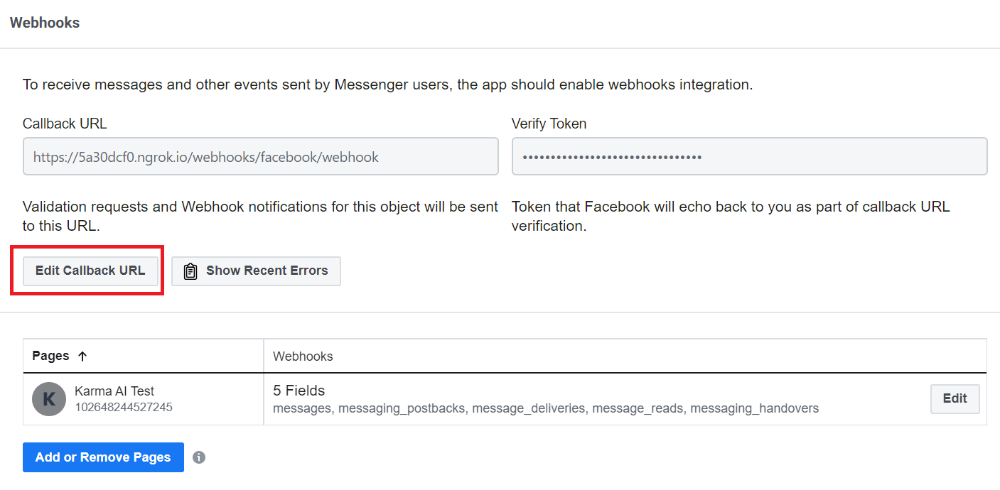 Webhooks
To receive messages and other events sent by Messenger users, the app should enable webhooks integration.
Callback URL
Verify Token
https://5a30dcf0.ngrok.io/webhooks/facebook/webhook
••••••••••••••••••••••••••••••••
Validation requests and Webhook notifications for this object will be sent
to this URL.
Token that Facebook will echo back to you as part of callback URL
verification.
Edit Callback URL
Show Recent Errors
Pages ↑
Webhooks
K
Karma AI Test
102648244527245
5 Fields
messages, messaging_postbacks, message_deliveries, message_reads, messaging_handovers
Edit
Add or Remove Pages